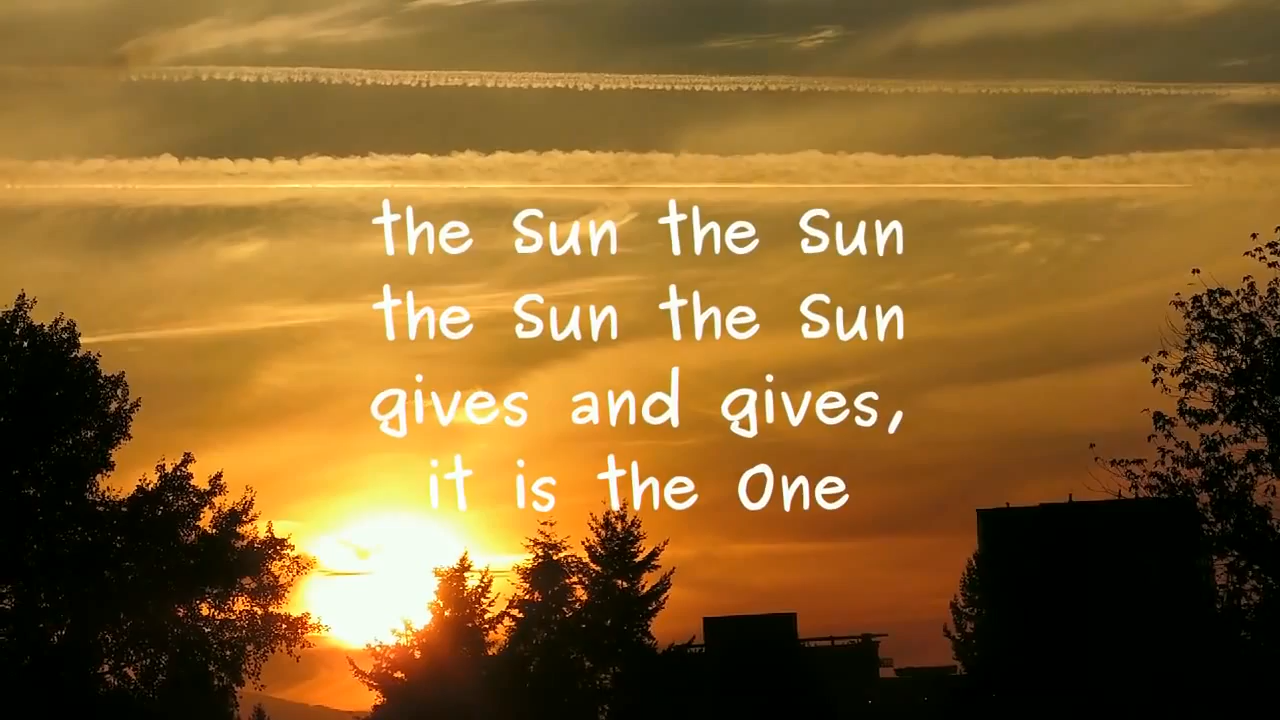 the Sun the Sun
the Sun the Sun
gives and gives,
it is the One